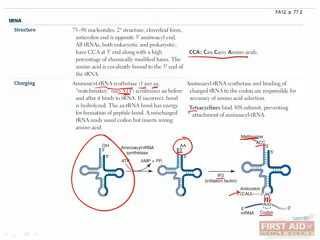 FA12, p. 77.2
tRNA
Structure
75–90 nucleotides, 2° structure, cloverleaf form,
anticodon end is opposite 3' aminoacyl end.
All tRNAs, both eukaryotic and prokaryotic,
have CCA at 3' end along with a high
percentage of chemically modified bases. The
amino acid is covalently bound to the 3' end of
the tRNA.
CCA: Can Carry Amino acids.
Charging
Aminoacyl-tRNA synthetase (1 per aa,
"matchmaker," uses ATP) scrutinizes aa before
and after it binds to tRNA. If incorrect, bond
is hydrolyzed. The aa-tRNA bond has energy
for formation of peptide bond. A mischarged
tRNA reads usual codon but inserts wrong
amino acid.
Aminoacyl-tRNA synthetase and binding of
charged tRNA to the codon are responsible for
accuracy of amino acid selection.
Tetracyclines bind 30S subunit, preventing
attachment of aminoacyl-tRNA.
OH
Aminoacyl-tRNA
synthetase
ATP
AMP + PPi
AA
IF2
(initiation factor)
Methionine
ACC
Anticodon
(CAU)
mRNA
Codon
FIRST AID